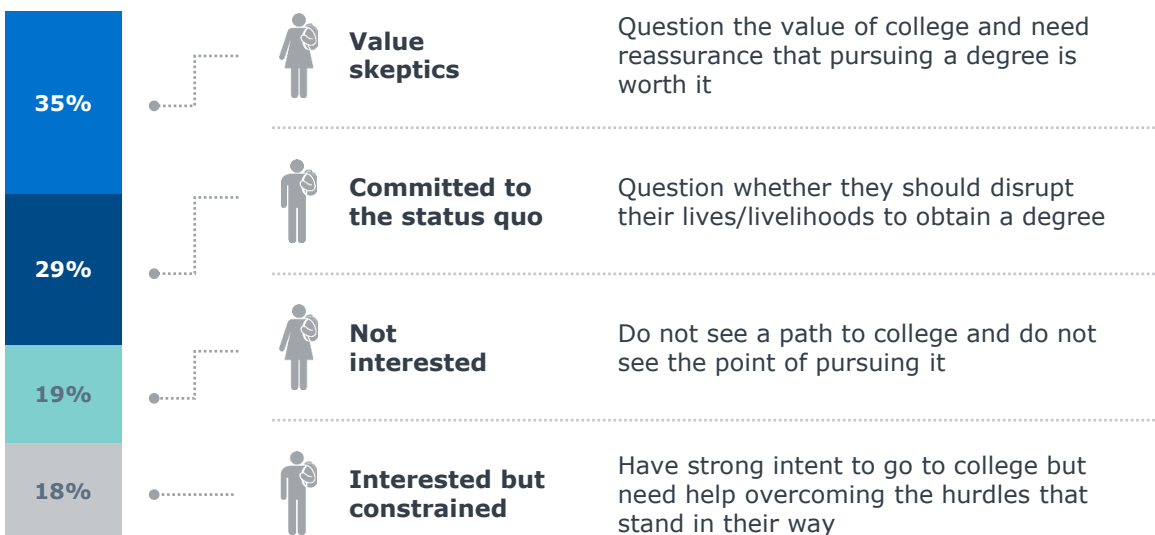 35%
Value
skeptics
Question the value of college and need
reassurance that pursuing a degree is
worth it
29%
Committed to
the status quo
Question whether they should disrupt
their lives/livelihoods to obtain a degree
19%
Not
interested
Do not see a path to college and do not
see the point of pursuing it
18%
Interested but
constrained
Have strong intent to go to college but
need help overcoming the hurdles that
stand in their way